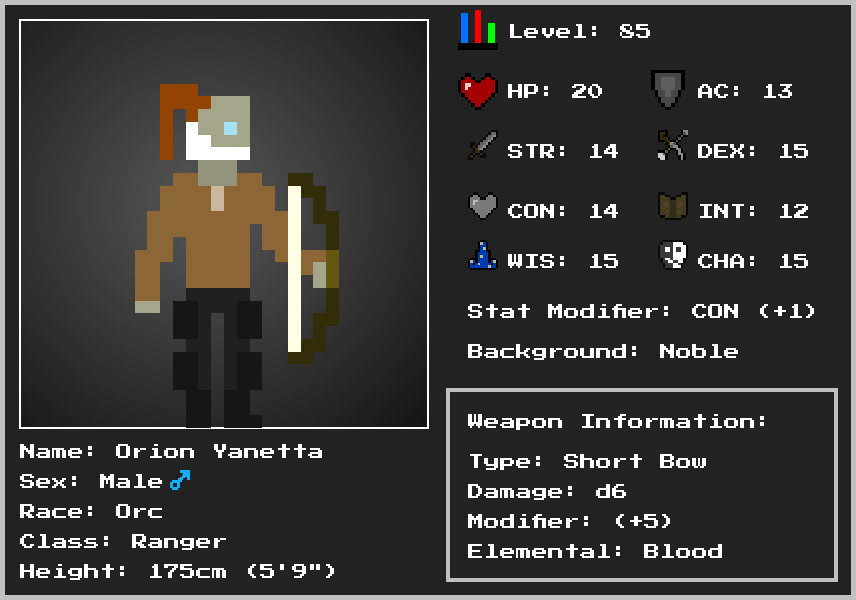 Level: 85
HP: 20
AC: 13
STR: 14
DEX: 15
CON: 14
INT: 12
WIS: 15
CHA: 15
Stat Modifier: CON (+1)
Background: Noble
Weapon Information:
Type: Short Bow
Damage: d6
Modifier: (+5)
Elemental: Blood
Name: Orion Yanetta
Sex: Male♂
Race: Orc
Class: Ranger
Height: 175cm (5'9")